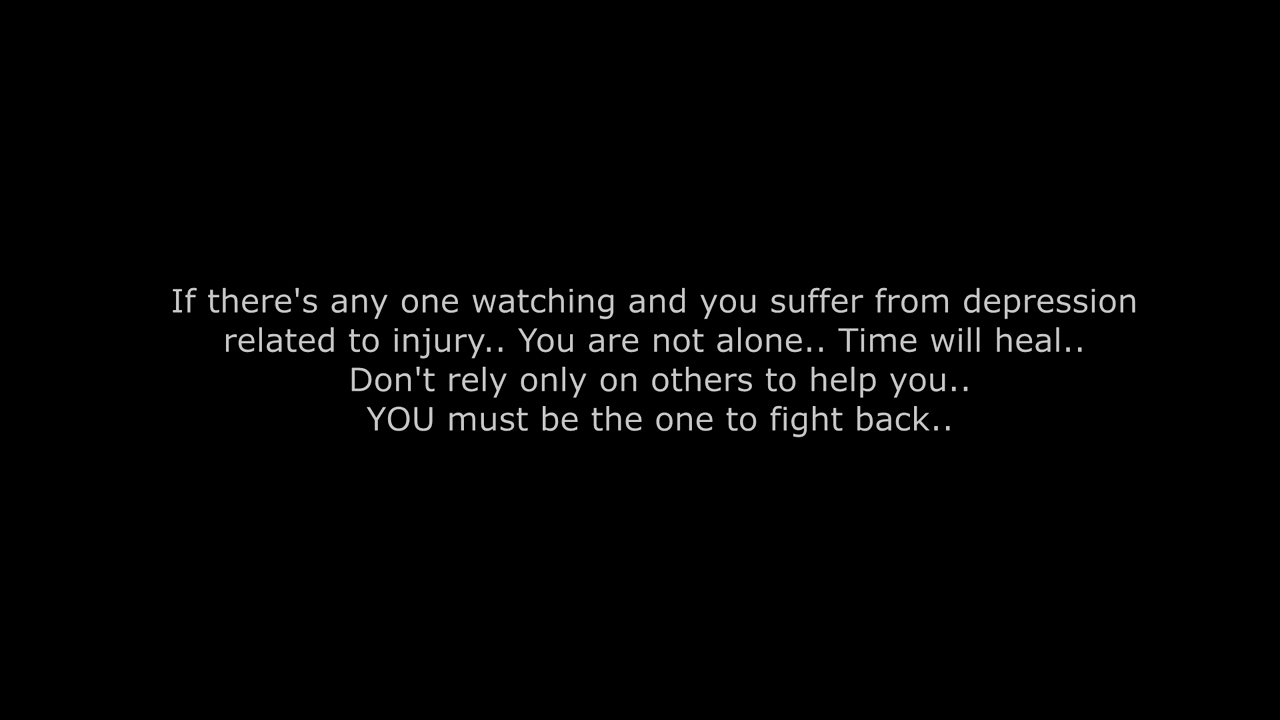 If there's any one watching and you suffer from depression
related to injury.. You are not alone.. Time will heal..
Don't rely only on others to help you..
YOU must be the one to fight back..